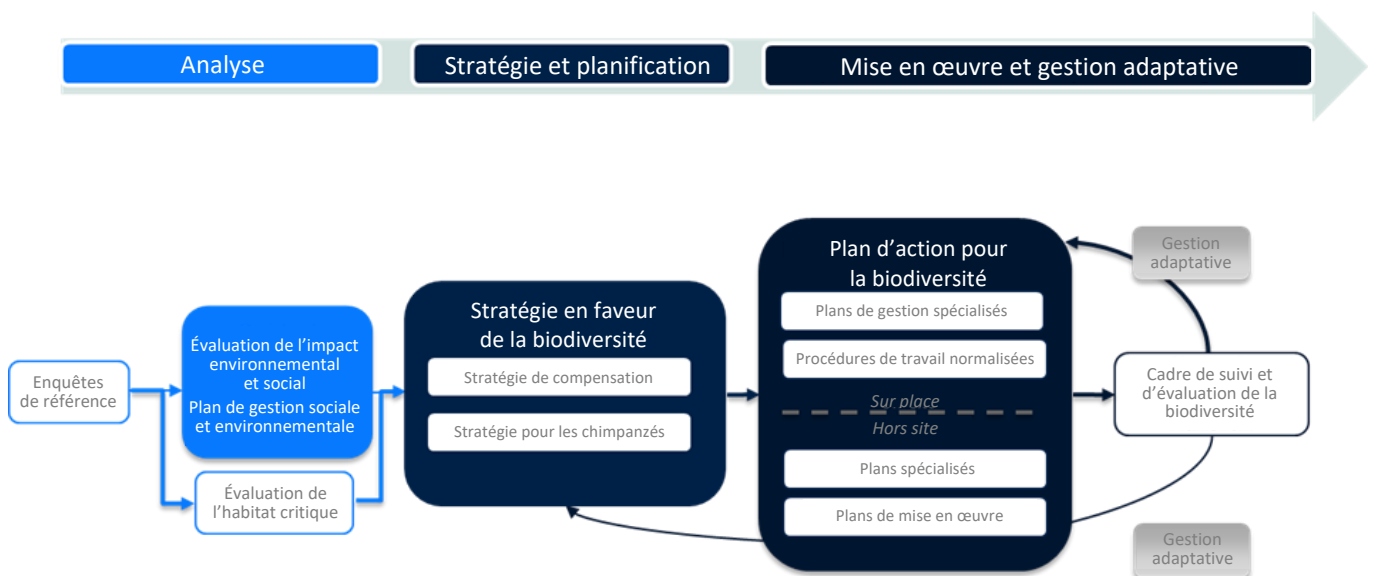 Analyse
Stratégie et planification
Mise en œuvre et gestion adaptative
Enquêtes
de référence
Évaluation de l’impact
environnemental
et social
Plan de gestion sociale
et environnementale
Évaluation de
l’habitat critique
Stratégie en faveur
de la biodiversité
Stratégie de compensation
Stratégie pour les chimpanzés
Plan d’action pour
la biodiversité
Plans de gestion spécialisés
Procédures de travail normalisées
Sur place
Hors site
Plans spécialisés
Plans de mise en œuvre
Gestion
adaptative
Cadre de suivi et
d’évaluation de la
biodiversité
Gestion
adaptative